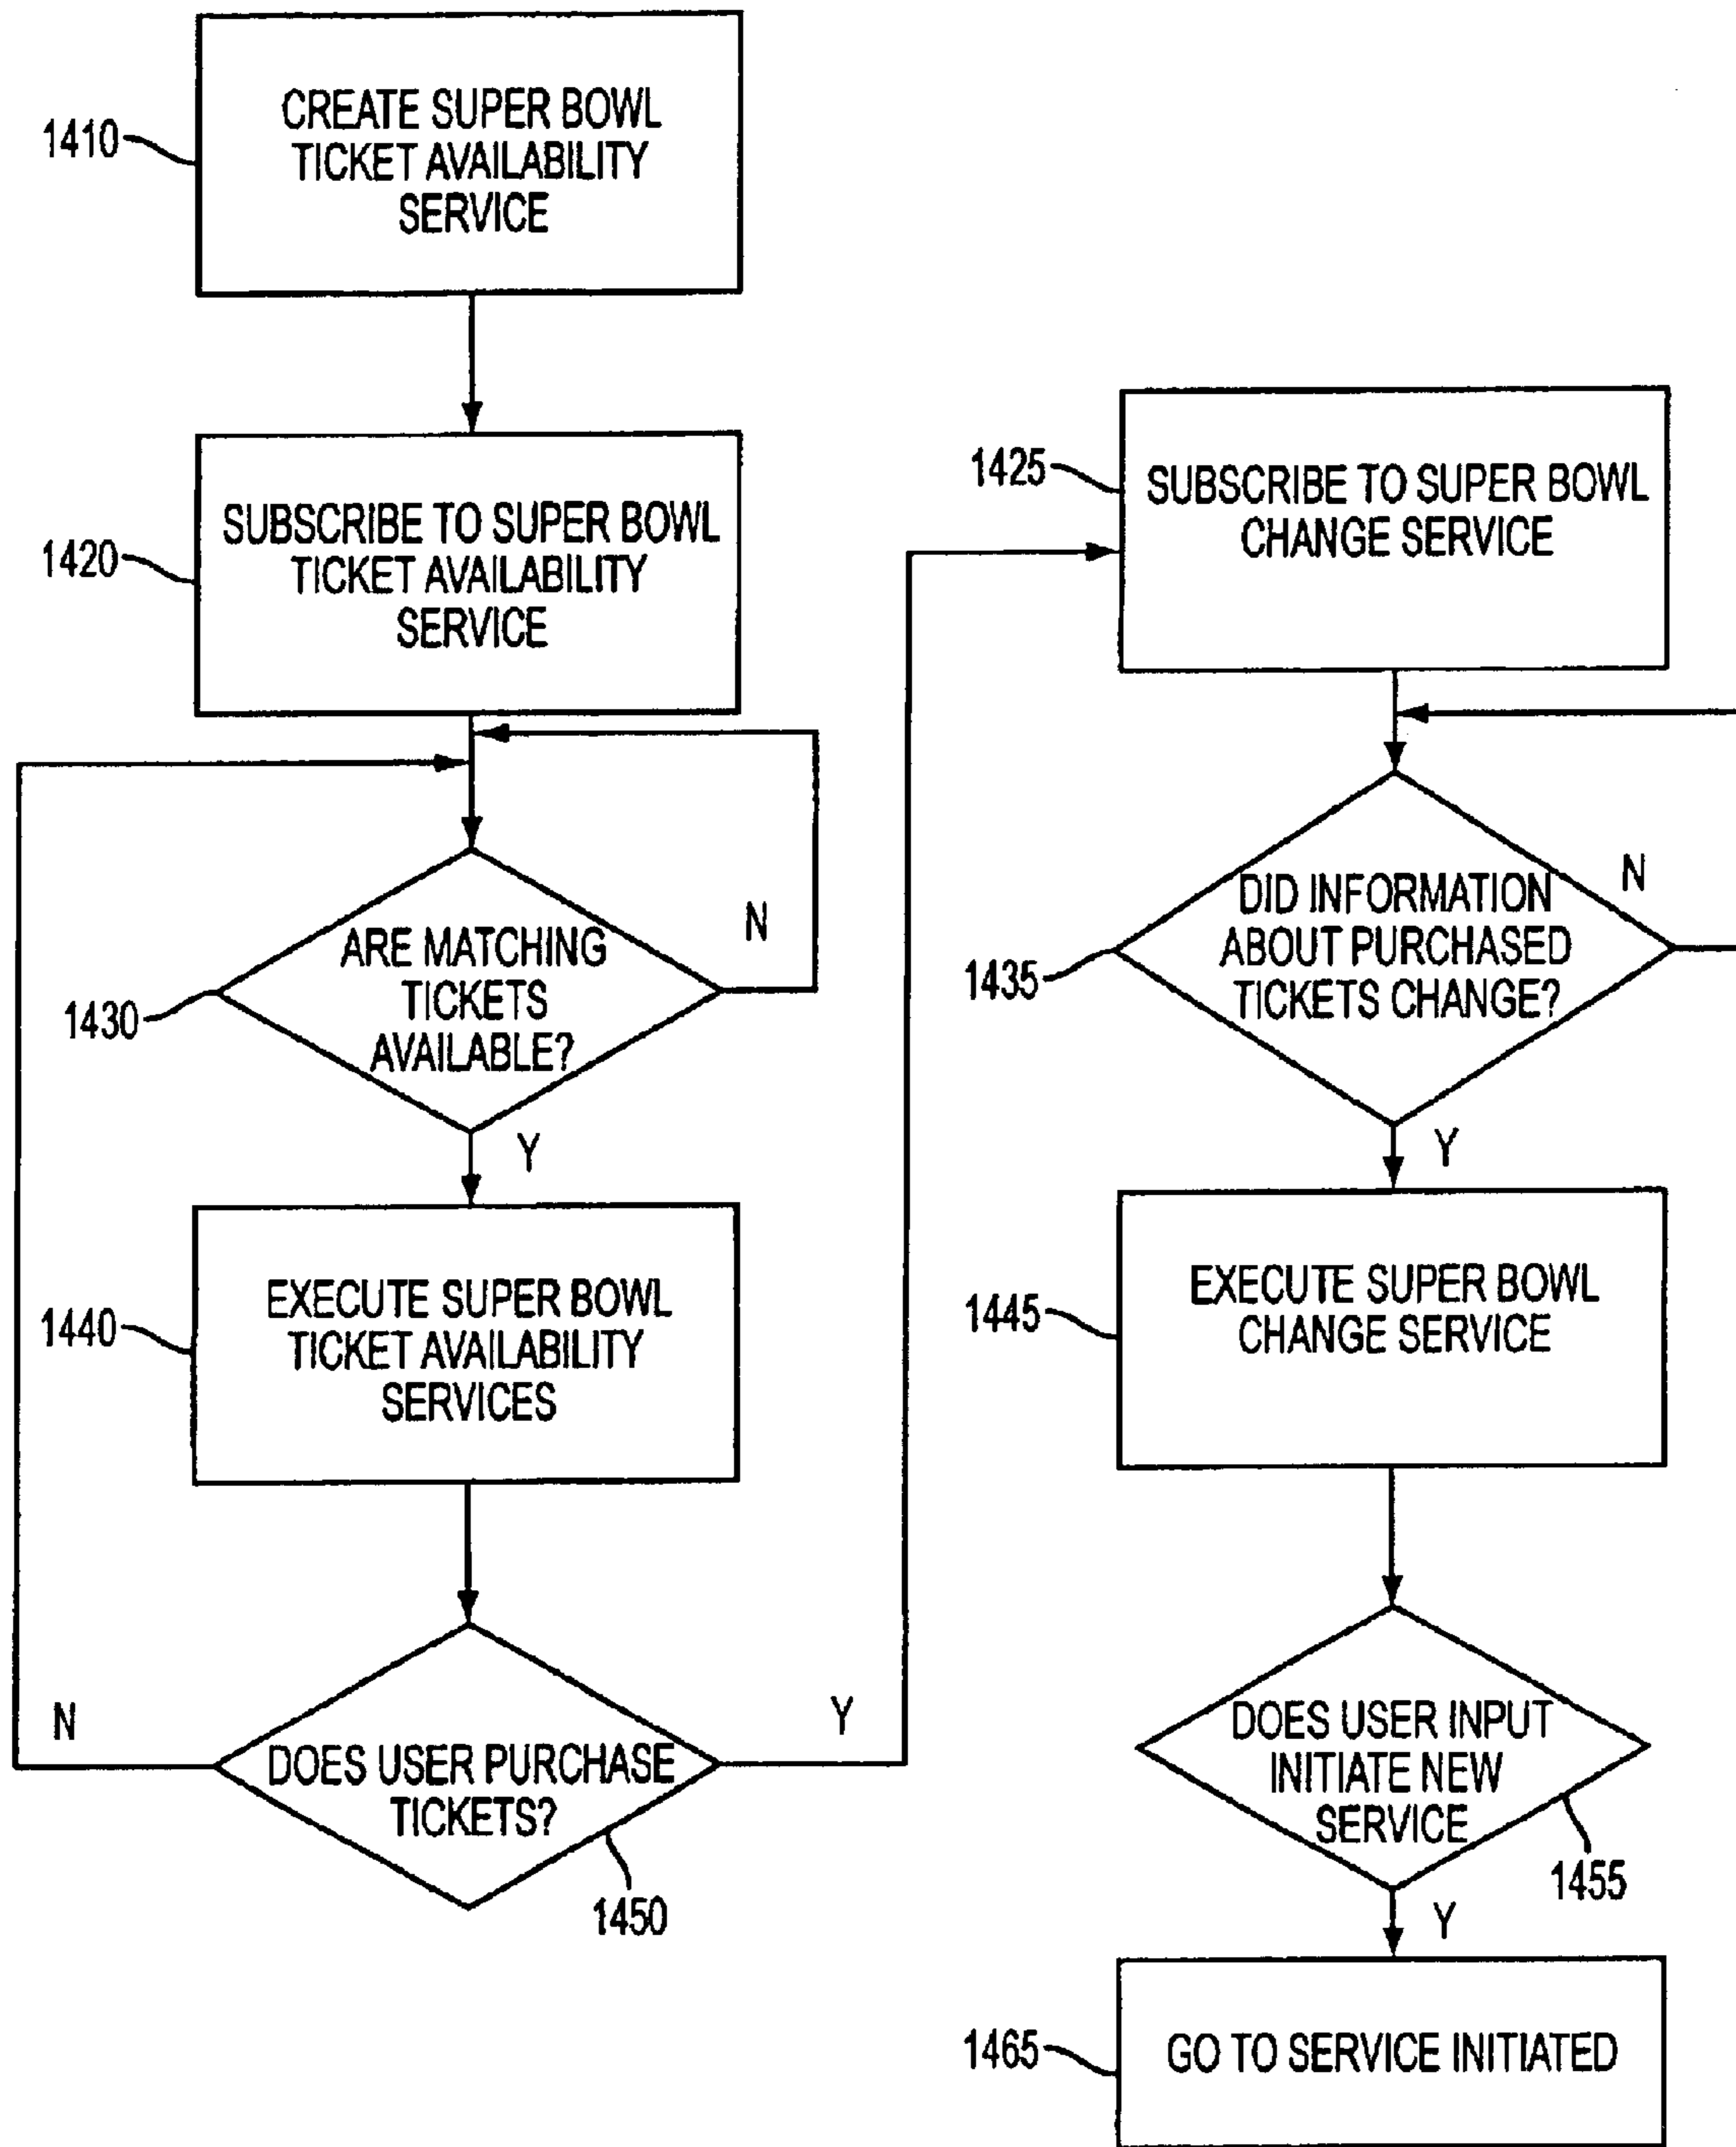 1410
CREATE SUPER BOWL
TICKET AVAILABILITY
SERVICE
1420
SUBSCRIBE TO SUPER BOWL
TICKET AVAILABILITY
SERVICE
1430
ARE MATCHING
TICKETS
AVAILABLE?
N
Y
1440
EXECUTE SUPER BOWL
TICKET AVAILABILITY
SERVICES
N
DOES USER PURCHASE
TICKETS?
Y
1450
1425
SUBSCRIBE TO SUPER BOWL
CHANGE SERVICE
1435
DID INFORMATION
ABOUT PURCHASED
TICKETS CHANGE?
N
Y
1445
EXECUTE SUPER BOWL
CHANGE SERVICE
DOES USER INPUT
INITIATE NEW
SERVICE
1455
Y
1465
GO TO SERVICE INITIATED